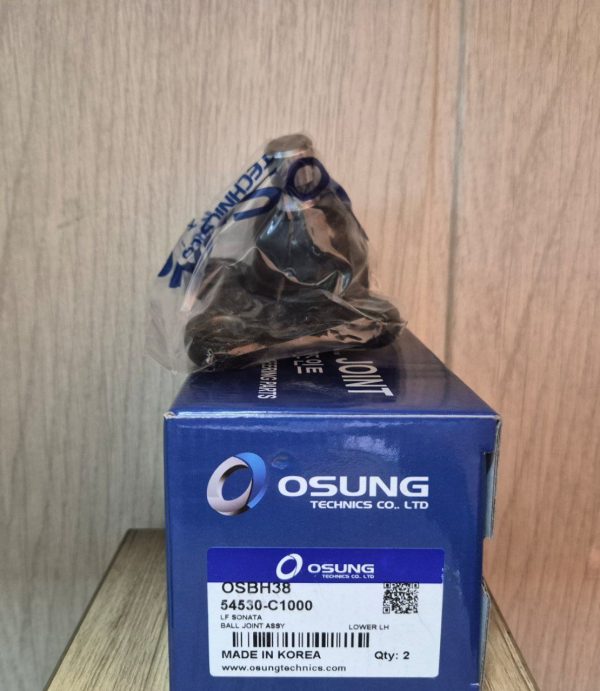 TECHNICS
O
JOINT
OSUNG
TECHNICS CO., LTD
OSUNG
TECHNICS CO., LTD
OSBH38
54530-C1000
LF SONATA
BALL JOINT ASSY LOWER LH
MADE IN KOREA Qty: 2
www.osungtechnics.com